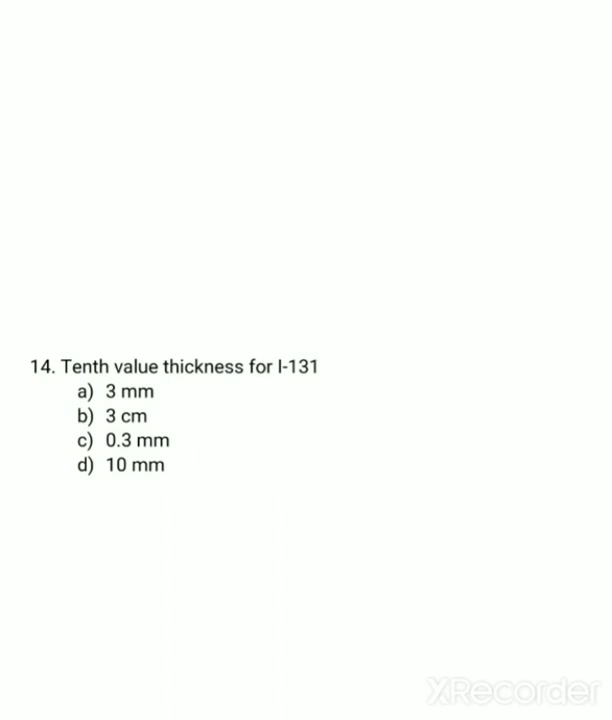 14. Tenth value thickness for I-131
a) 3 mm
b) 3 cm
c) 0.3 mm
d) 10 mm
XRecorder